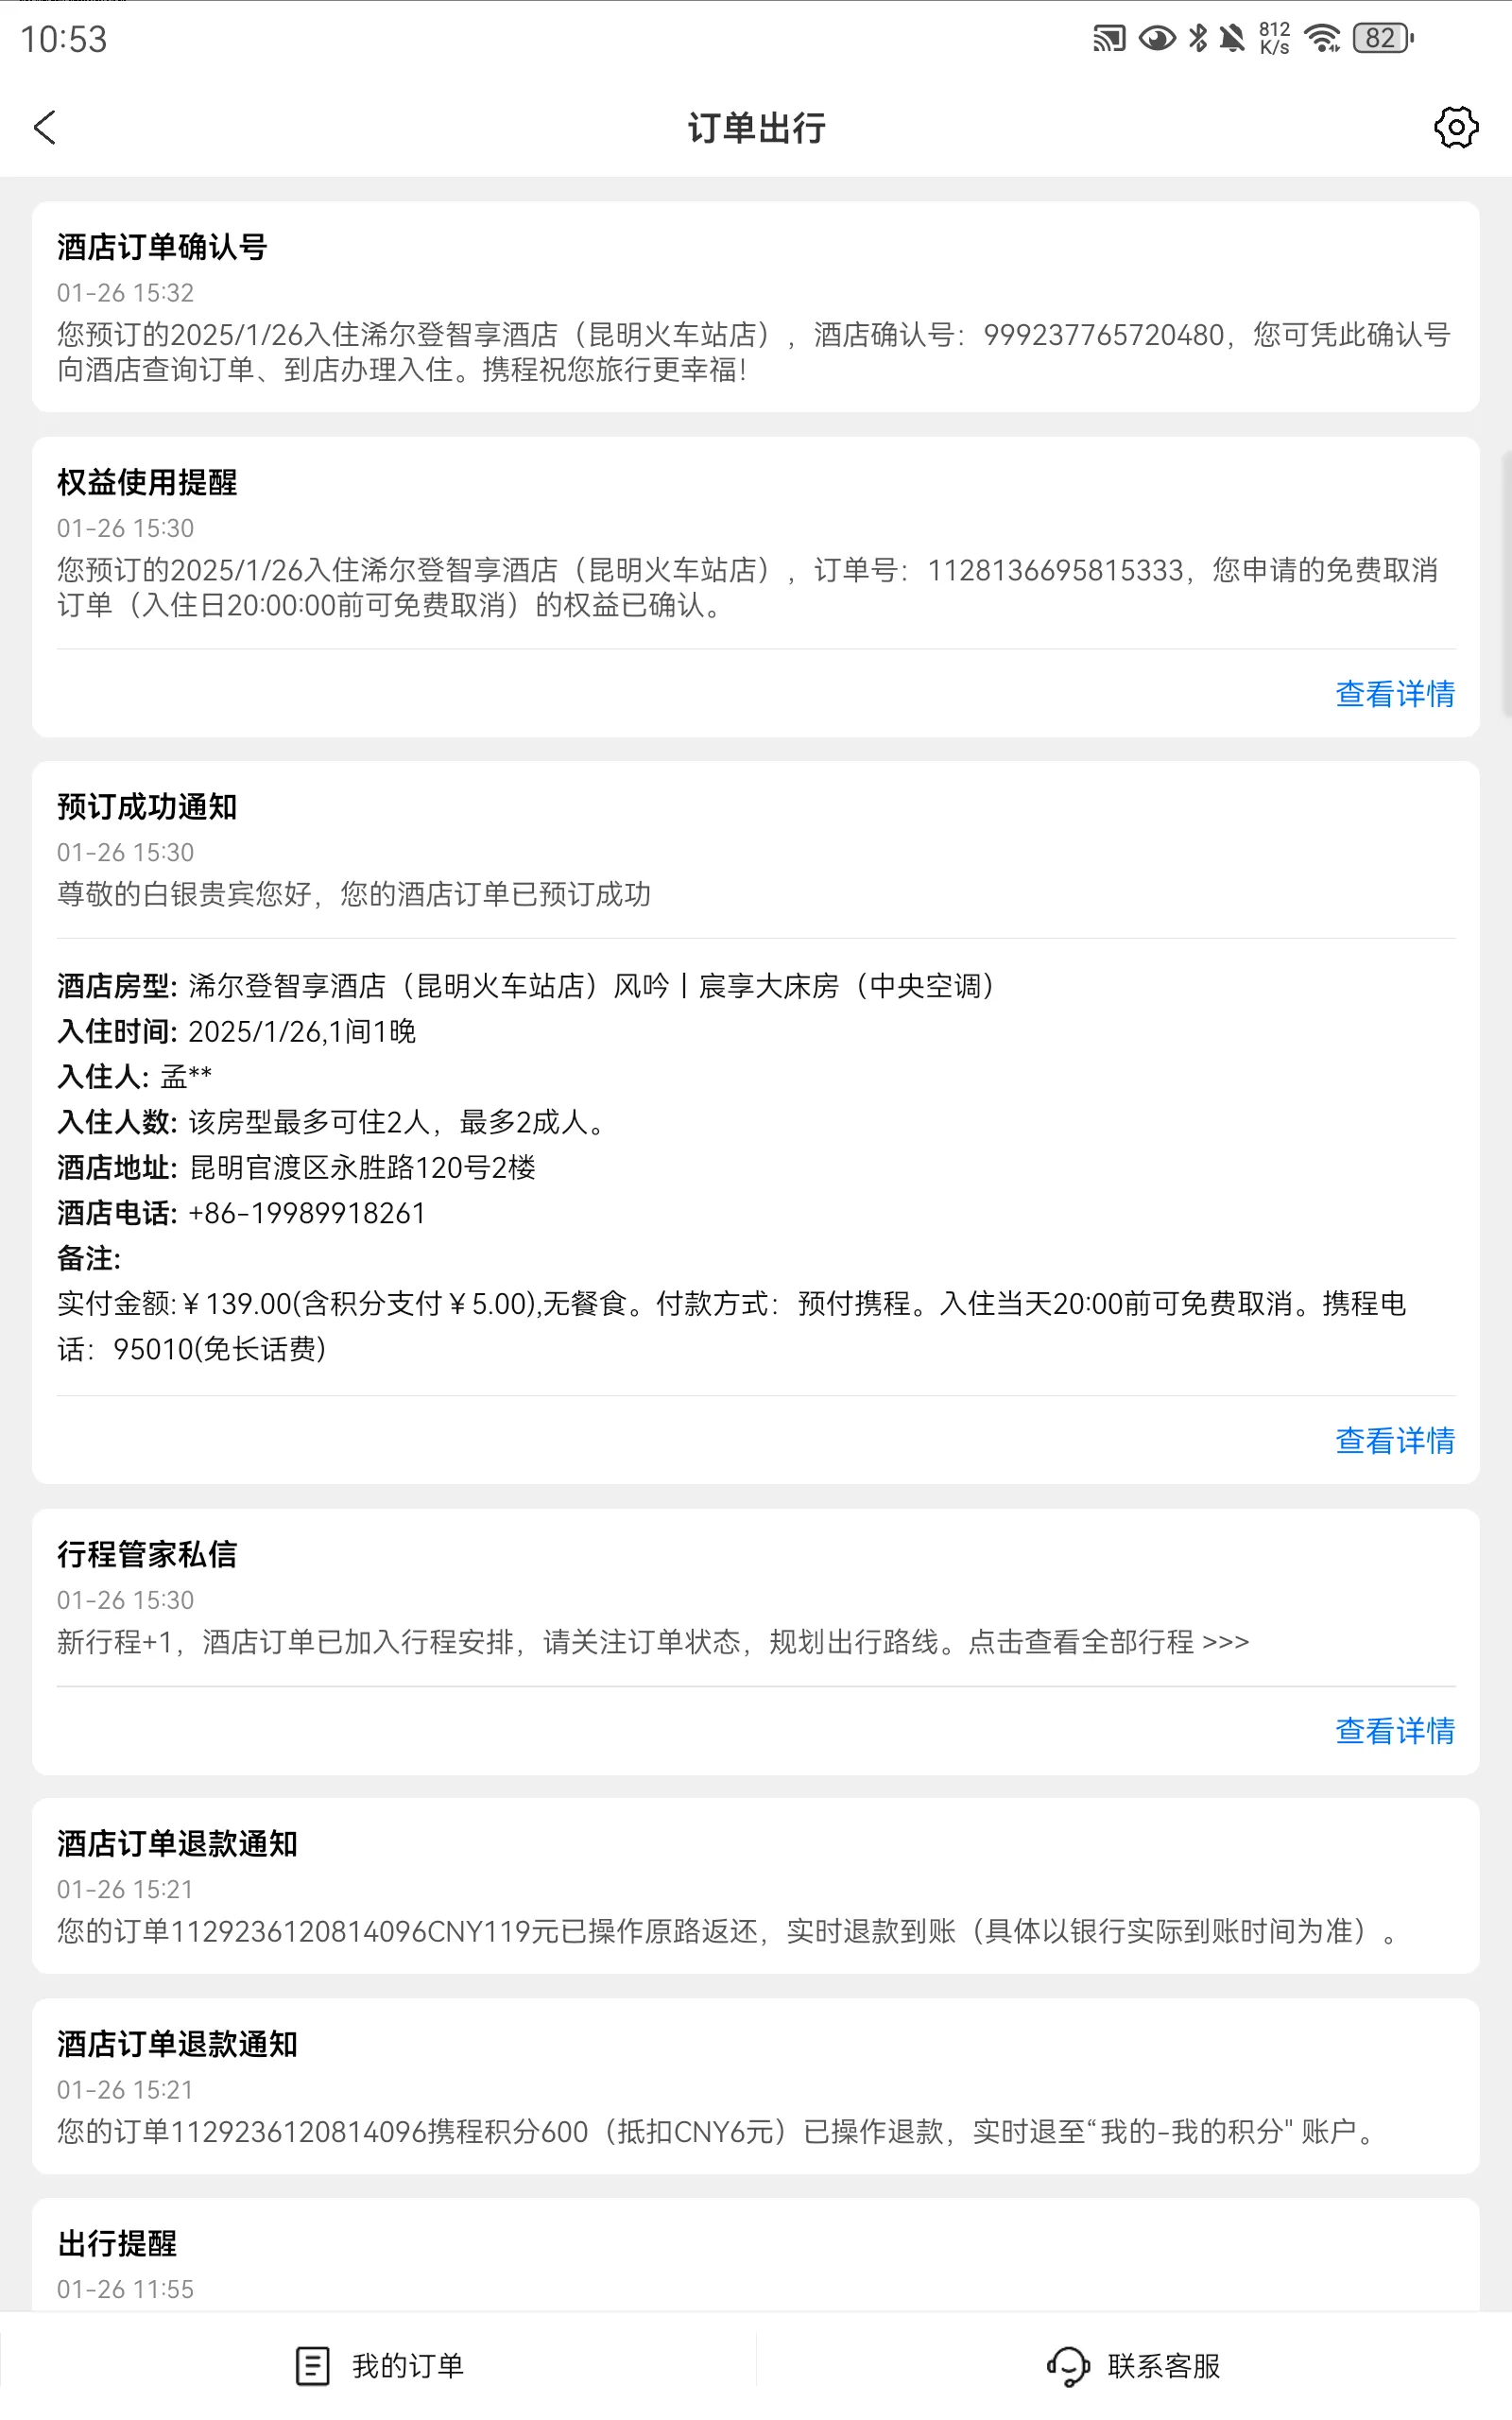 10:53
812
K/s
82
订单出行
酒店订单确认号
01-26 15:32
您预订的2025/1/26入住浠尔登智享酒店（昆明火车站店），酒店确认号：999237765720480，您可凭此确认号
向酒店查询订单、到店办理入住。携程祝您旅行更幸福！
权益使用提醒
01-26 15:30
您预订的2025/1/26入住浠尔登智享酒店（昆明火车站店），订单号：1128136695815333，您申请的免费取消
订单（入住日20:00:00前可免费取消）的权益已确认。
查看详情
预订成功通知
01-26 15:30
尊敬的白银贵宾您好，您的酒店订单已预订成功
酒店房型: 浠尔登智享酒店（昆明火车站店）风吟丨宸享大床房（中央空调）
入住时间: 2025/1/26,1间1晚
入住人: 孟**
入住人数: 该房型最多可住2人，最多2成人。
酒店地址: 昆明官渡区永胜路120号2楼
酒店电话: +86-19989918261
备注:
实付金额:￥139.00(含积分支付￥5.00),无餐食。付款方式：预付携程。入住当天20:00前可免费取消。携程电
话：95010(免长话费)
查看详情
行程管家私信
01-26 15:30
新行程+1，酒店订单已加入行程安排，请关注订单状态，规划出行路线。点击查看全部行程 >>>
查看详情
酒店订单退款通知
01-26 15:21
您的订单1129236120814096CNY119元已操作原路返还，实时退款到账（具体以银行实际到账时间为准）。
酒店订单退款通知
01-26 15:21
您的订单1129236120814096携程积分600（抵扣CNY6元）已操作退款，实时退至“我的-我的积分" 账户。
出行提醒
01-26 11:55
我的订单
联系客服